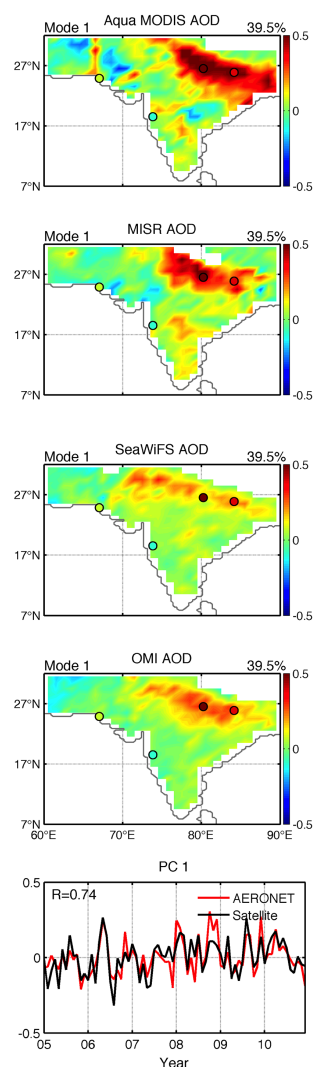 Aqua MODIS AOD
Mode 1 39.5%
27°N
17°N
7°N
0.5
0
-0.5
MISR AOD
Mode 1 39.5%
27°N
17°N
7°N
0.5
0
-0.5
SeaWiFS AOD
Mode 1 39.5%
27°N
17°N
7°N
0.5
0
-0.5
OMI AOD
Mode 1 39.5%
27°N
17°N
7°N
60°E 70°E 80°E 90°E
0.5
0
-0.5
PC 1
0.5
0
-0.5
R=0.74
AERONET
Satellite
05 06 07 08 09 10
Year